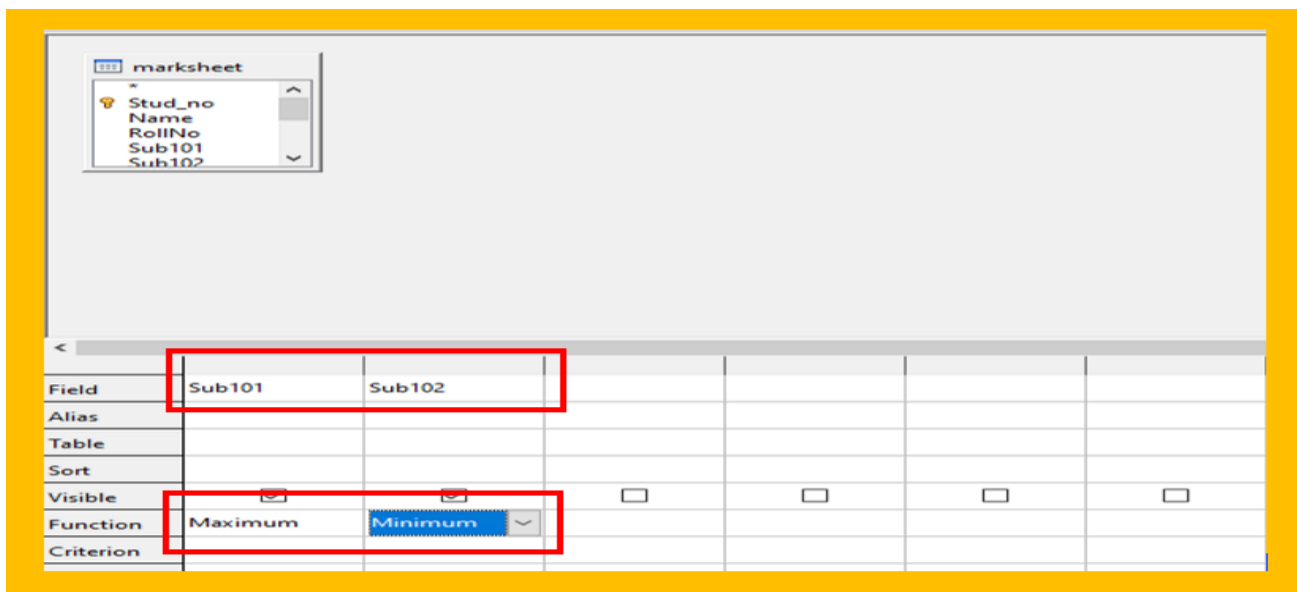 marksheet
*
Stud_no
Name
RollNo
Sub101
Sub102
<
Field Sub101 Sub102
Alias
Table
Sort
Visible
Function Maximum Minimum
Criterion